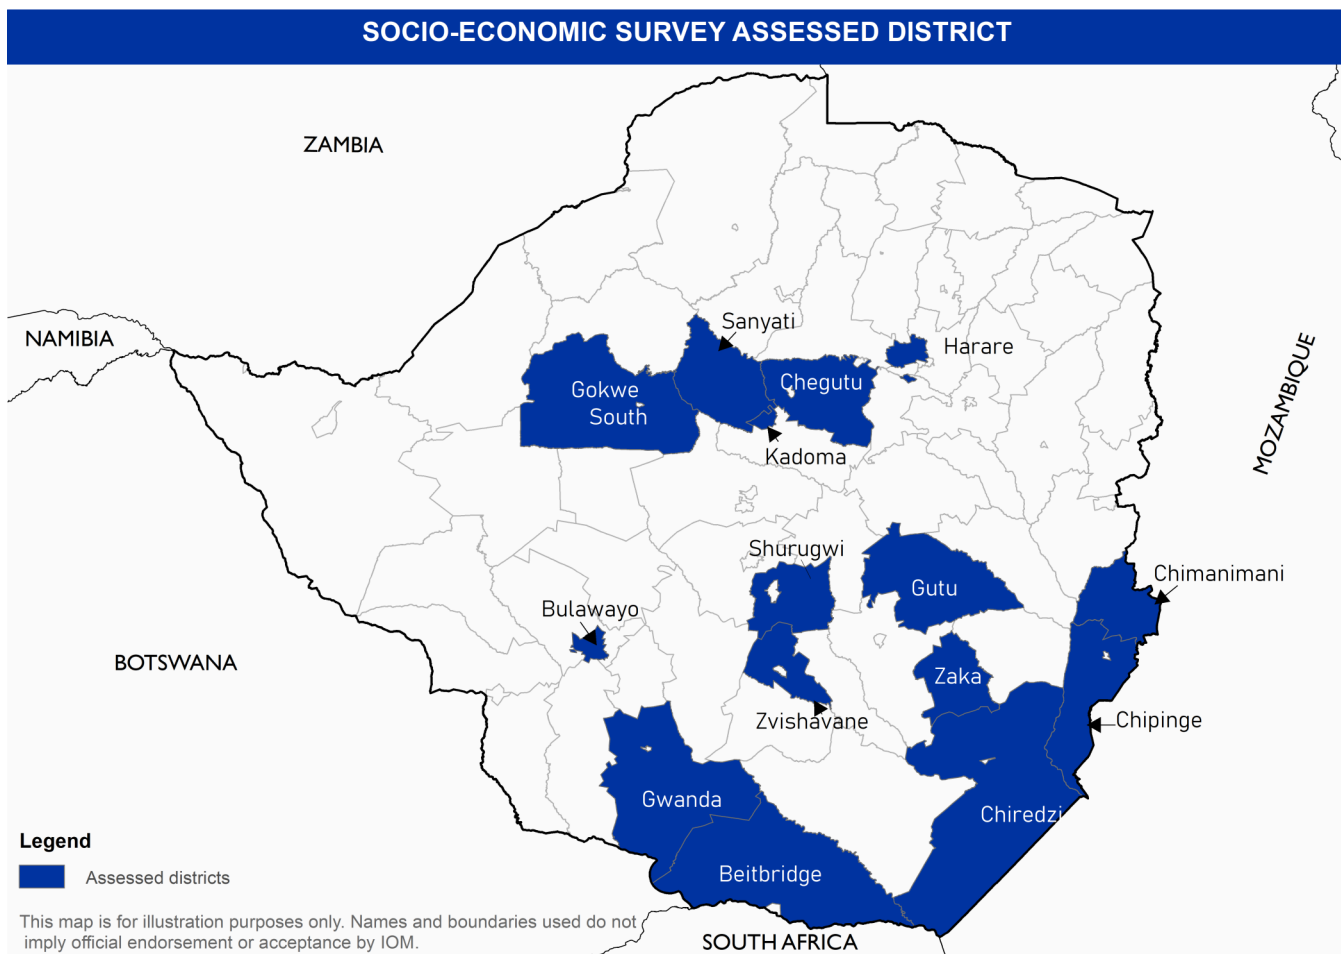 SOCIO-ECONOMIC SURVEY ASSESSED DISTRICT
ZAMBIA
NAMIBIA
Sanyati
Harare
MOZAMBIQUE
Gokwe
South
Chegutu
Kadoma
Shurugwi
Gutu
Chimanimani
Bulawayo
BOTSWANA
Zaka
Zvishavane
Chipinge
Gwanda
Chiredzi
Beitbridge
SOUTH AFRICA
Legend
Assessed districts
This map is for illustration purposes only. Names and boundaries used do not
imply official endorsement or acceptance by IOM.